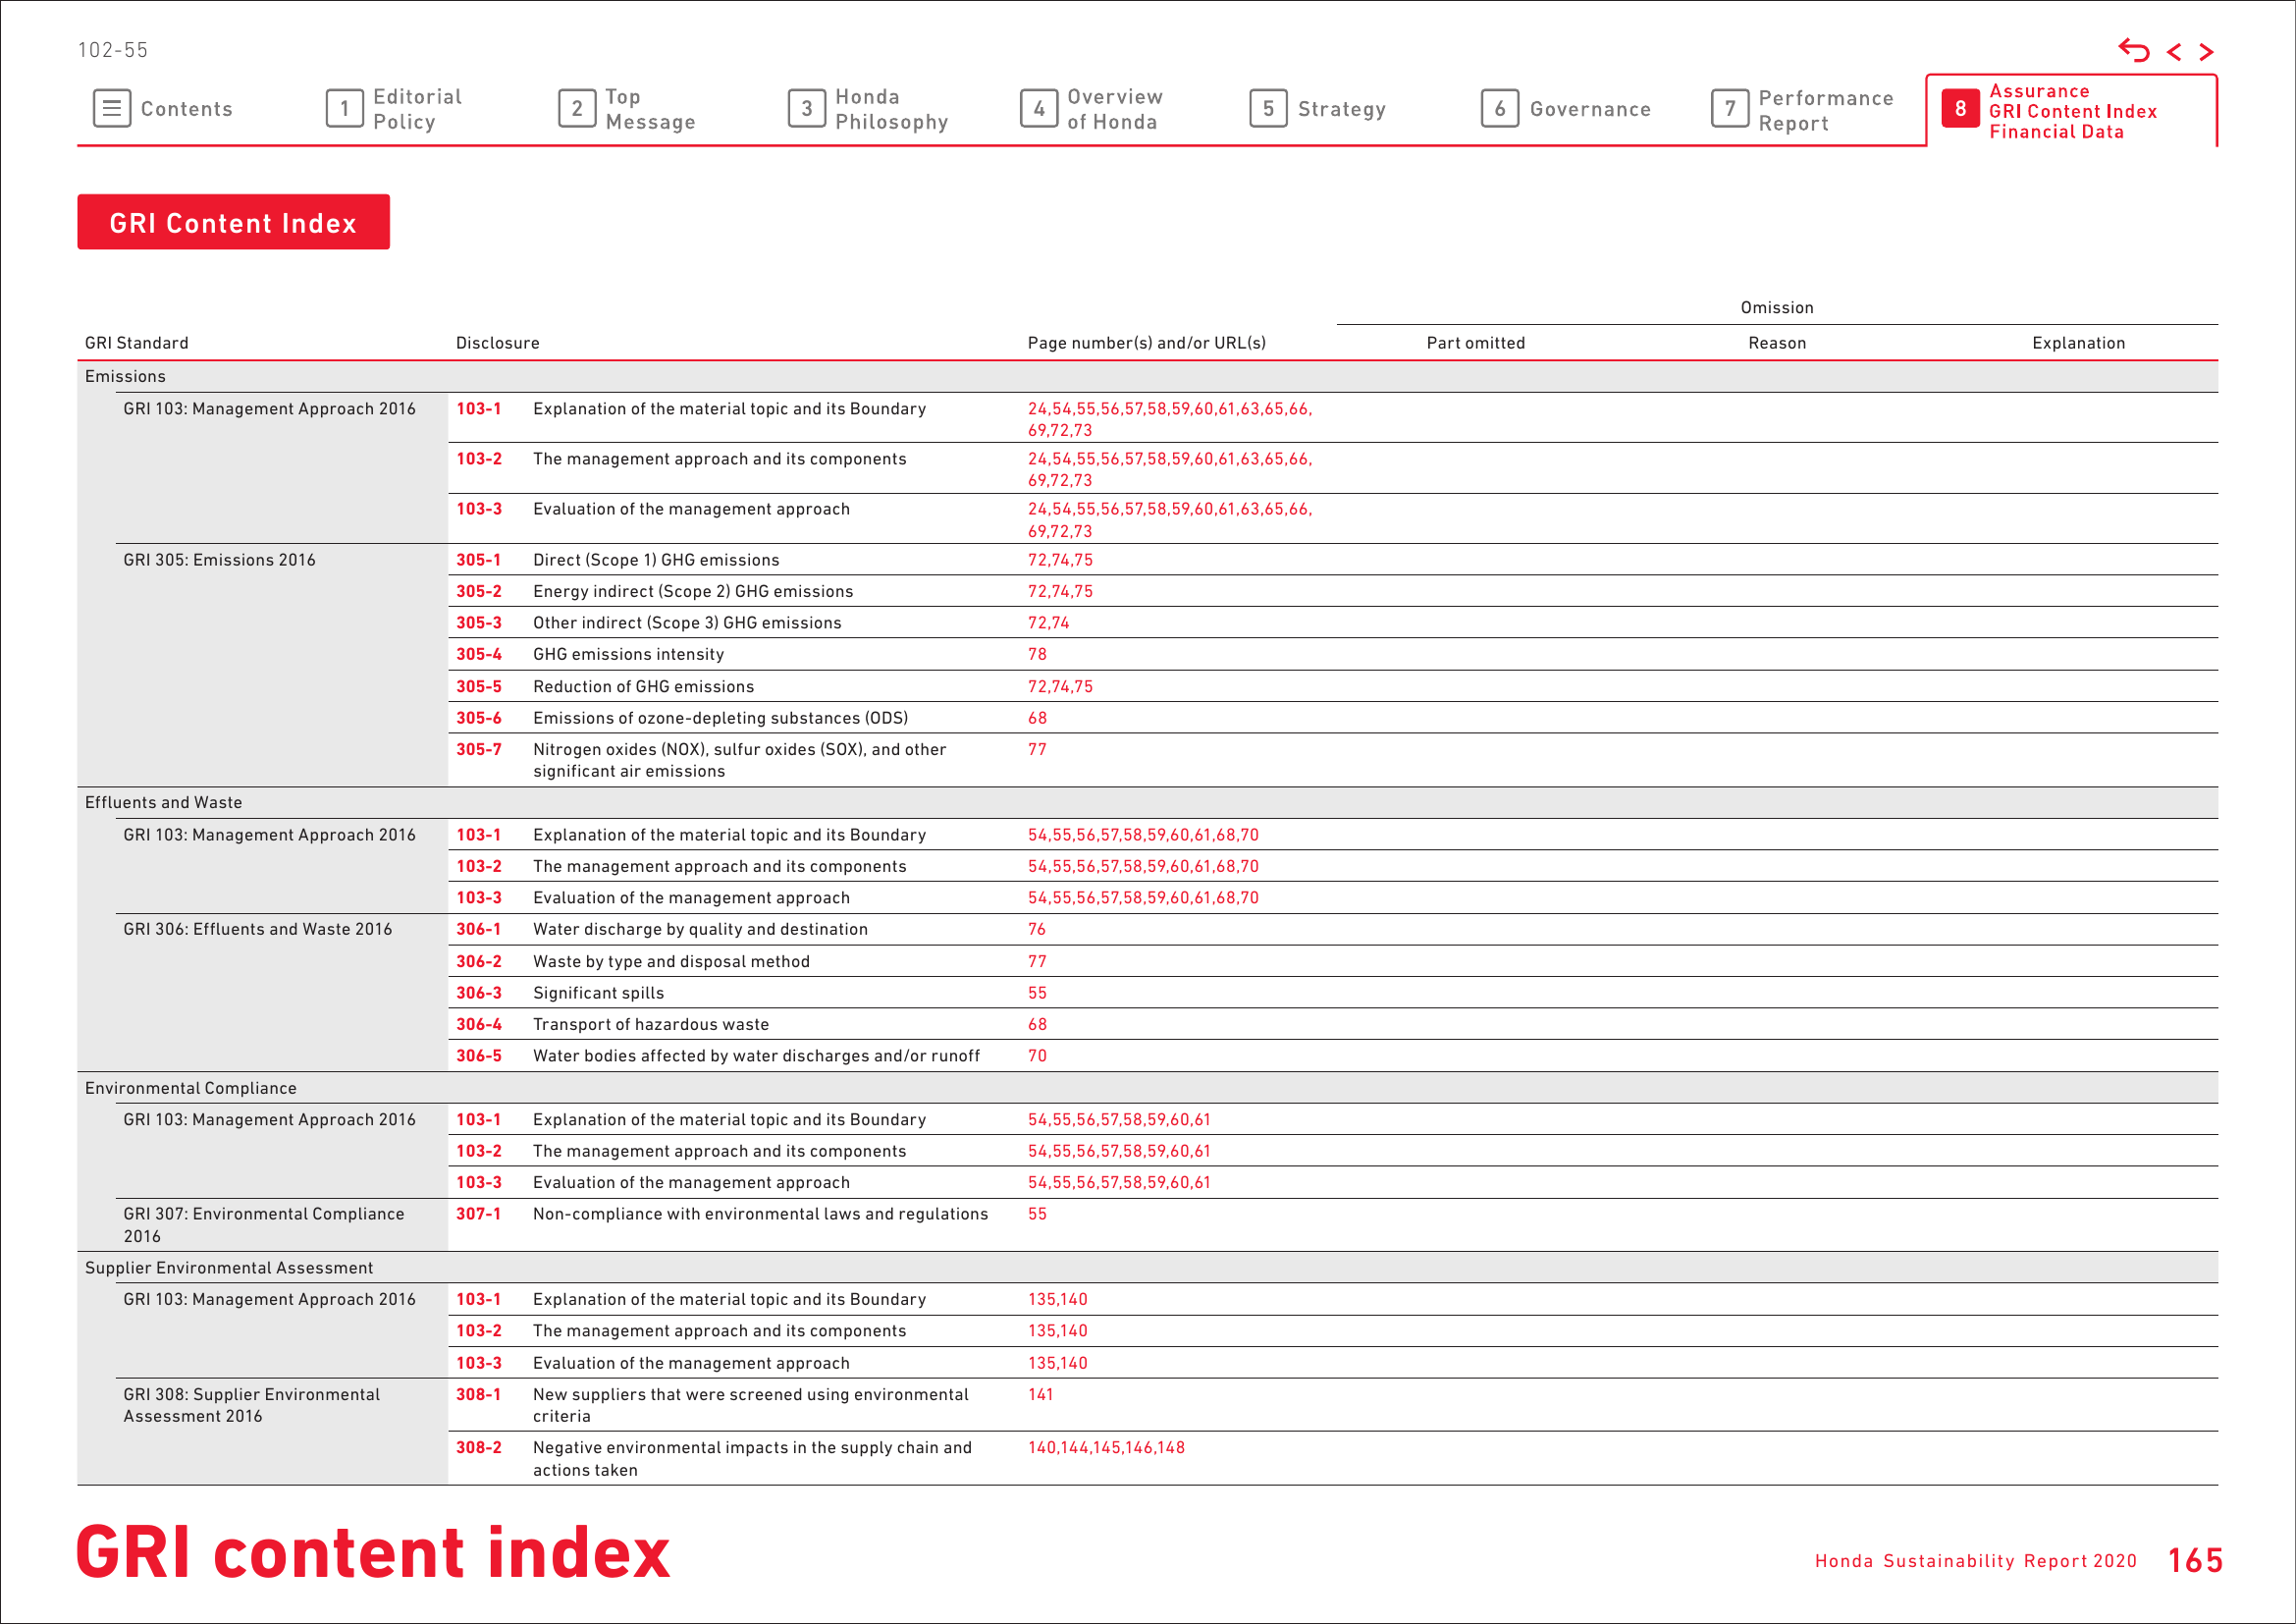 102-55
Contents
1 Editorial Policy
2 Top Message
3 Honda Philosophy
4 Overview of Honda
5 Strategy
6 Governance
7 Performance Report
8 Assurance GRI Content Index Financial Data
GRI Content Index
Omission
GRI Standard Disclosure Page number(s) and/or URL(s) Part omitted Reason Explanation
Emissions
GRI 103: Management Approach 2016 103-1 Explanation of the material topic and its Boundary 24,54,55,56,57,58,59,60,61,63,65,66,
69,72,73
103-2 The management approach and its components 24,54,55,56,57,58,59,60,61,63,65,66,
69,72,73
103-3 Evaluation of the management approach 24,54,55,56,57,58,59,60,61,63,65,66,
69,72,73
GRI 305: Emissions 2016 305-1 Direct (Scope 1) GHG emissions 72,74,75
305-2 Energy indirect (Scope 2) GHG emissions 72,74,75
305-3 Other indirect (Scope 3) GHG emissions 72,74
305-4 GHG emissions intensity 78
305-5 Reduction of GHG emissions 72,74,75
305-6 Emissions of ozone-depleting substances (ODS) 68
305-7 Nitrogen oxides (NOX), sulfur oxides (SOX), and other 77
significant air emissions
Effluents and Waste
GRI 103: Management Approach 2016 103-1 Explanation of the material topic and its Boundary 54,55,56,57,58,59,60,61,68,70
103-2 The management approach and its components 54,55,56,57,58,59,60,61,68,70
103-3 Evaluation of the management approach 54,55,56,57,58,59,60,61,68,70
GRI 306: Effluents and Waste 2016 306-1 Water discharge by quality and destination 76
306-2 Waste by type and disposal method 77
306-3 Significant spills 55
306-4 Transport of hazardous waste 68
306-5 Water bodies affected by water discharges and/or runoff 70
Environmental Compliance
GRI 103: Management Approach 2016 103-1 Explanation of the material topic and its Boundary 54,55,56,57,58,59,60,61
103-2 The management approach and its components 54,55,56,57,58,59,60,61
103-3 Evaluation of the management approach 54,55,56,57,58,59,60,61
GRI 307: Environmental Compliance 307-1 Non-compliance with environmental laws and regulations 55
2016
Supplier Environmental Assessment
GRI 103: Management Approach 2016 103-1 Explanation of the material topic and its Boundary 135,140
103-2 The management approach and its components 135,140
103-3 Evaluation of the management approach 135,140
GRI 308: Supplier Environmental 308-1 New suppliers that were screened using environmental 141
Assessment 2016 criteria
308-2 Negative environmental impacts in the supply chain and 140,144,145,146,148
actions taken
GRI content index
Honda Sustainability Report 2020 165